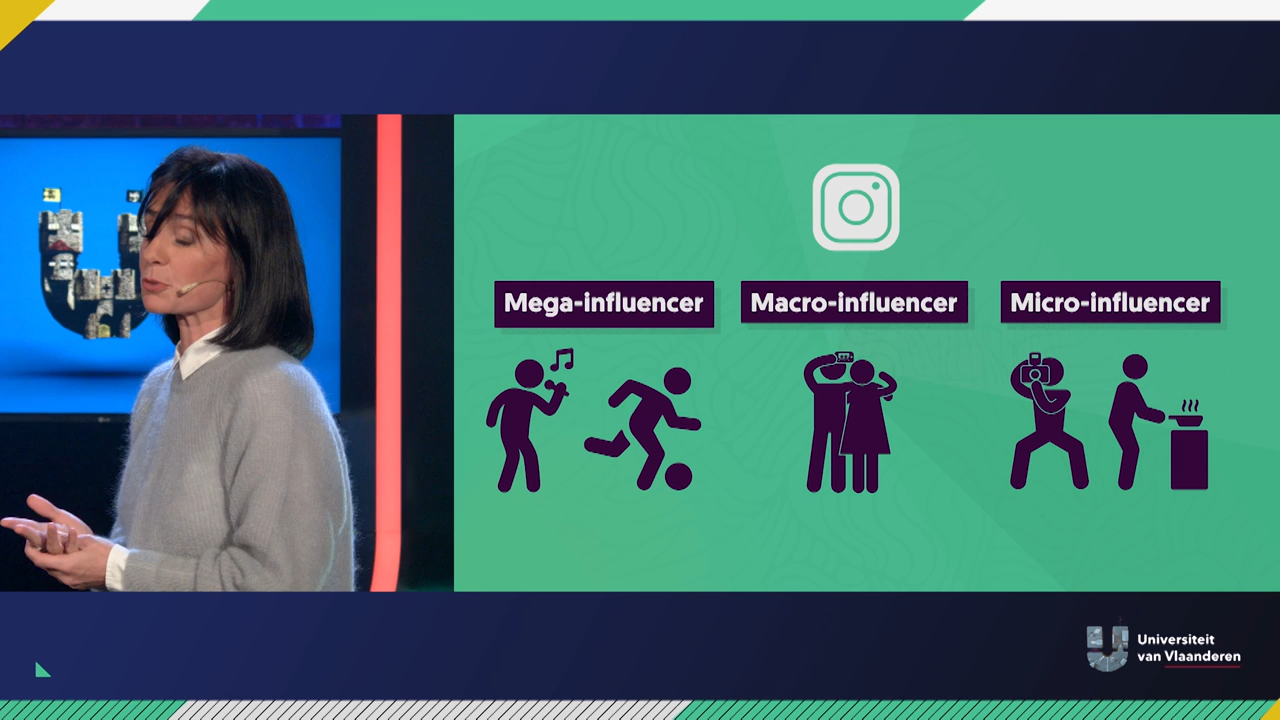 Mega-influencer
Macro-influencer
Micro-influencer
Universiteit
van Vlaanderen